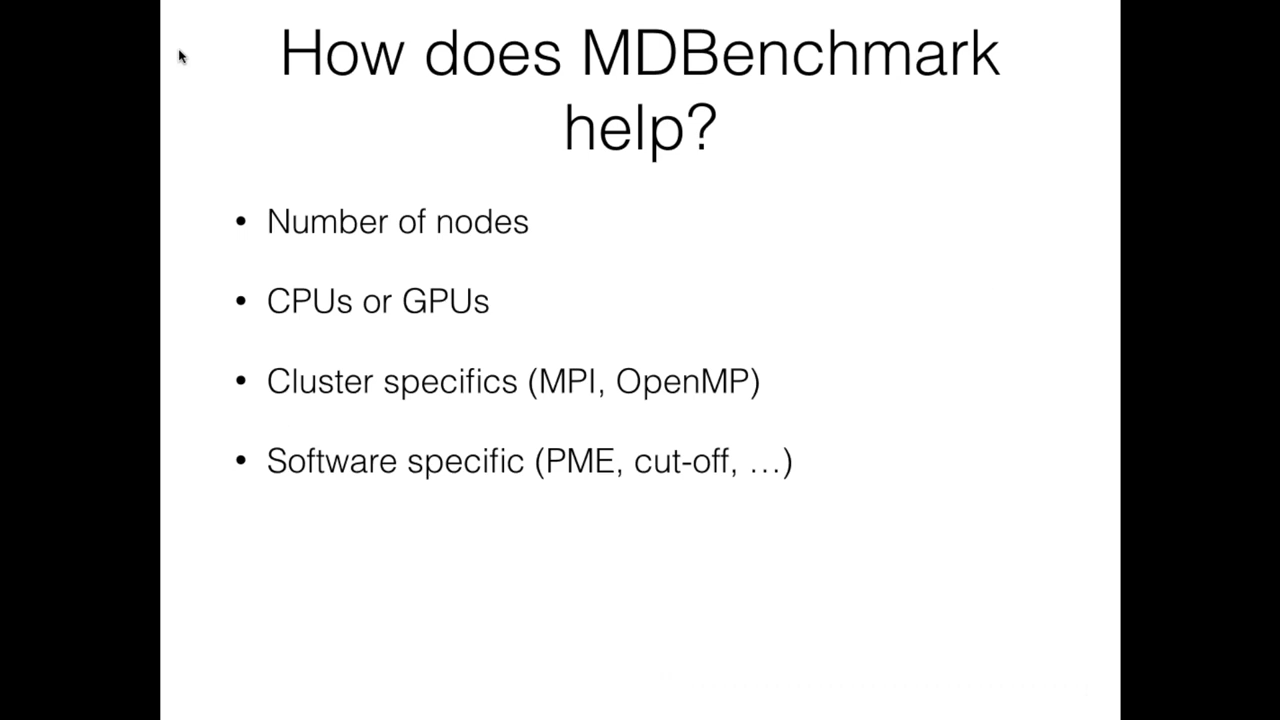 How does MDBenchmark
help?
• Number of nodes
• CPUs or GPUs
• Cluster specifics (MPI, OpenMP)
• Software specific (PME, cut-off, …)